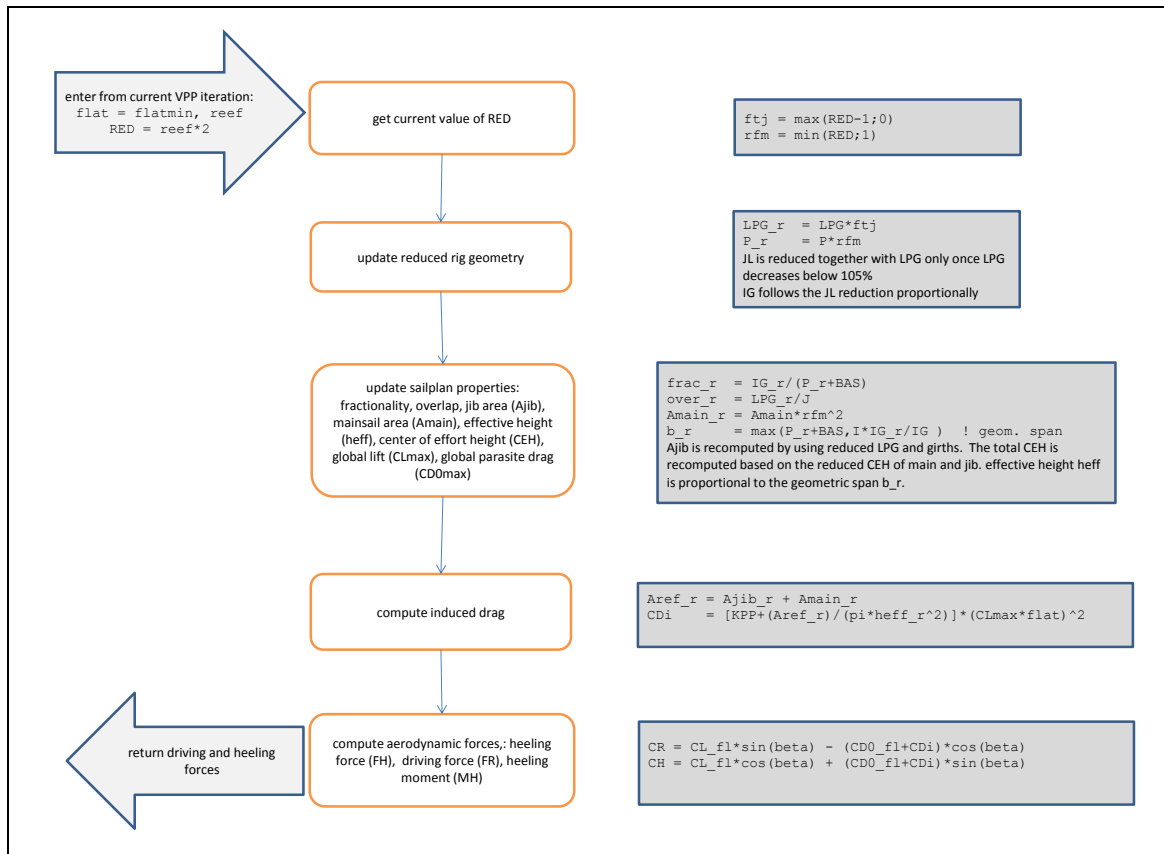 enter from current VPP iteration:
flat = flatmin, reef
RED = reef*2
get current value of RED
ftj = max(RED-1;0)
rfm = min(RED;1)
update reduced rig geometry
LPG_r = LPG*ftj
P_r = P*rfm
JL is reduced together with LPG only once LPG
decreases below 105%
IG follows the JL reduction proportionally
update sailplan properties:
fractionality, overlap, jib area (Ajib),
mainsail area (Amain), effective height
(heff), center of effort height (CEH),
global lift (CLmax), global parasite drag
(CD0max)
frac_r = IG_r/(P_r+BAS)
over_r = LPG_r/J
Amain_r = Amain*rfm^2
b_r = max(P_r+BAS,I*IG_r/IG ) ! geom. span
Ajib is recomputed by using reduced LPG and girths. The total CEH is
recomputed based on the reduced CEH of main and jib. effective height heff
is proportional to the geometric span b_r.
compute induced drag
Aref_r = Ajib_r + Amain_r
CDi = [KPP+(Aref_r)/(pi*heff_r^2)]*(CLmax*flat)^2
return driving and heeling
forces
compute aerodynamic forces,: heeling
force (FH), driving force (FR), heeling
moment (MH)
CR = CL_fl*sin(beta) - (CD0_fl+CDi)*cos(beta)
CH = CL_fl*cos(beta) + (CD0_fl+CDi)*sin(beta)